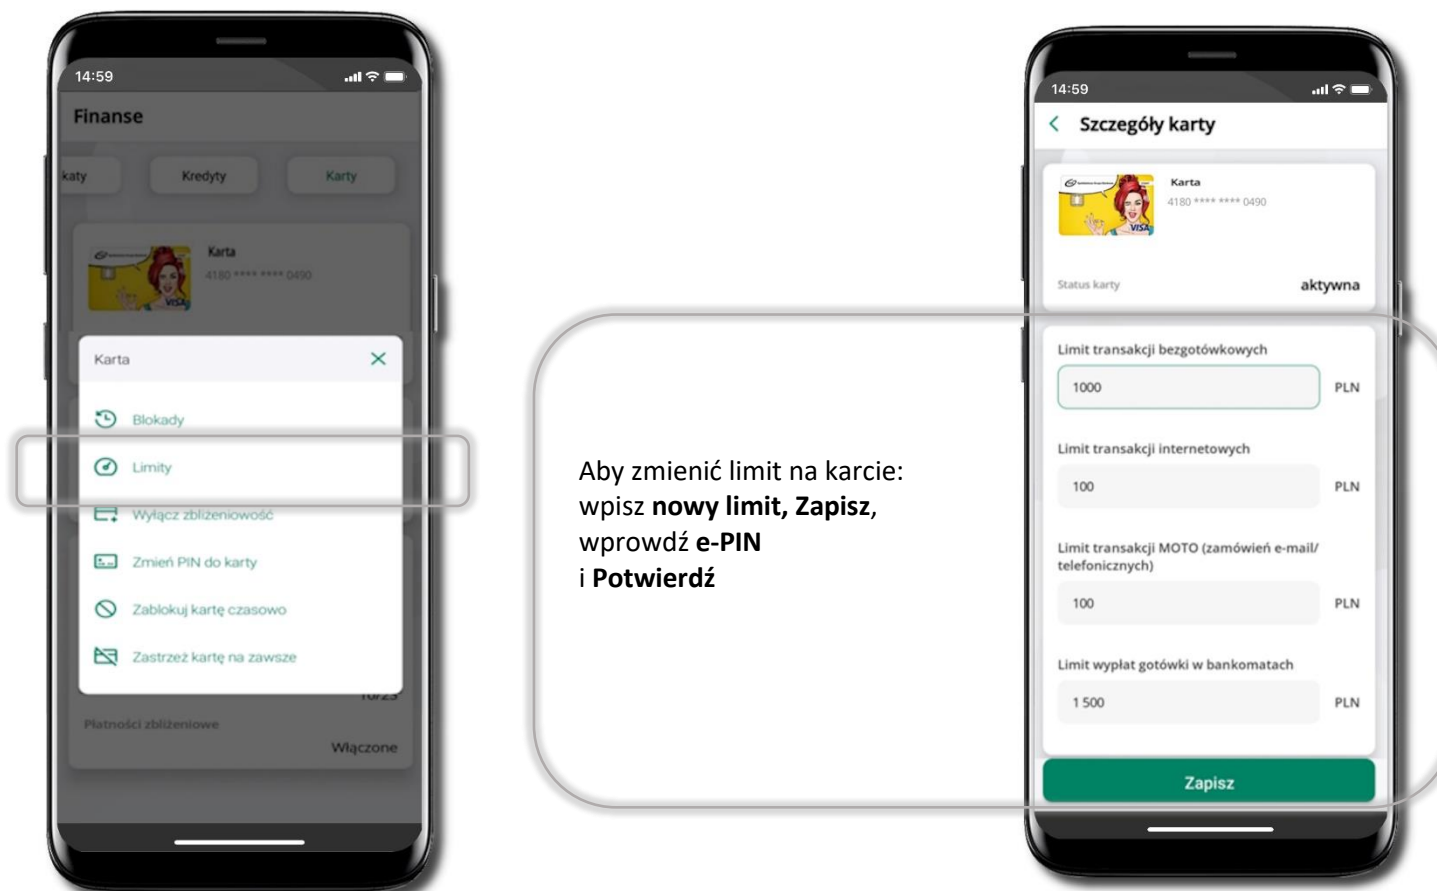 14:59
Finanse
katy
Kredyty
Karty
Karta
4180 **** **** 0490
VISA
Karta
Blokady
Limity
Wyłącz zbliżeniowość
Zmień PIN do karty
Zablokuj kartę czasowo
Zastrzeż kartę na zawsze
10/23
Płatności zbliżeniowe
Włączone
Aby zmienić limit na karcie:
wpisz nowy limit, Zapisz,
wprowdź e-PIN
i Potwierdź
14:59
Szczegóły karty
Karta
4180 **** **** 0490
VISA
Status karty
aktywna
Limit transakcji bezgotówkowych
1000 PLN
Limit transakcji internetowych
100 PLN
Limit transakcji MOTO (zamówień e-mail/
telefonicznych)
100 PLN
Limit wypłat gotówki w bankomatach
1 500 PLN
Zapisz